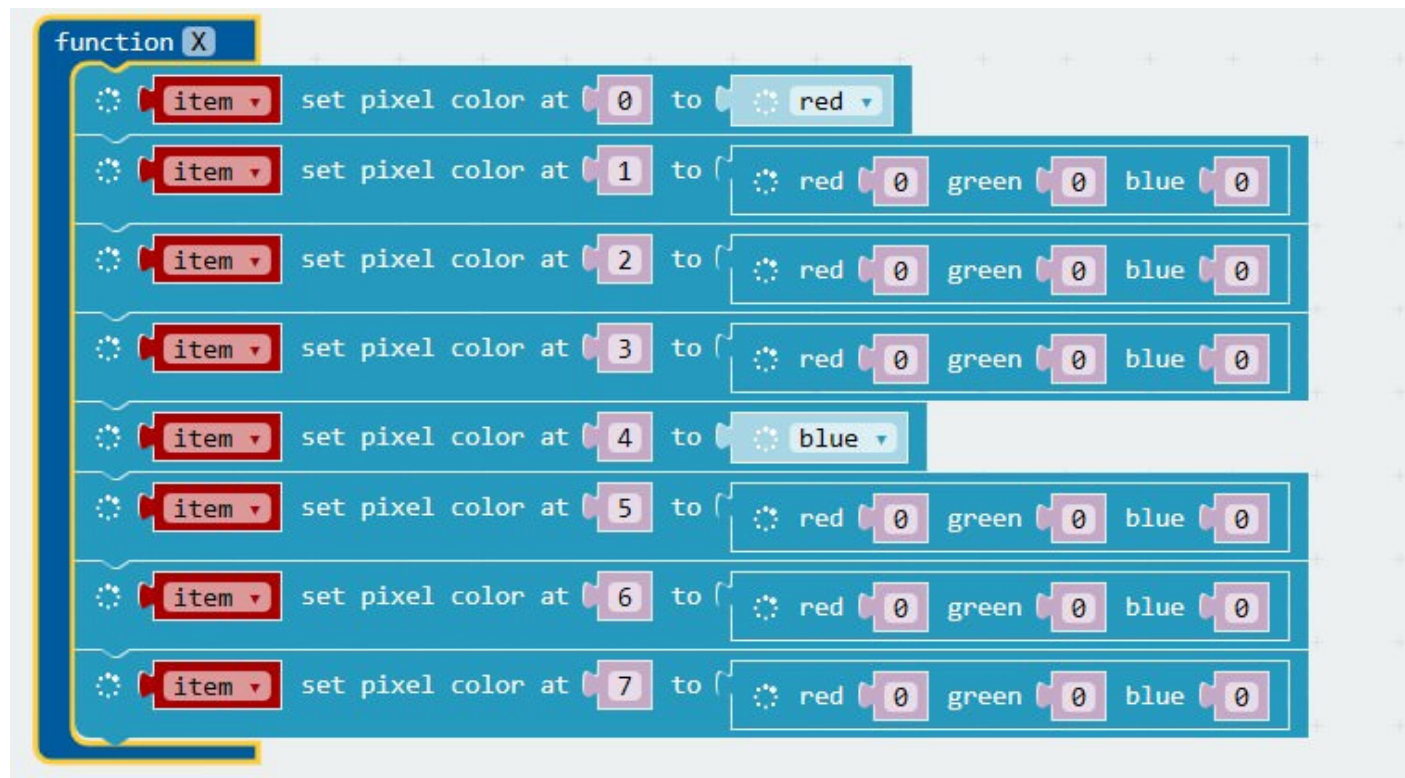 function X
item set pixel color at 0 to red
item set pixel color at 1 to red 0 green 0 blue 0
item set pixel color at 2 to red 0 green 0 blue 0
item set pixel color at 3 to red 0 green 0 blue 0
item set pixel color at 4 to blue
item set pixel color at 5 to red 0 green 0 blue 0
item set pixel color at 6 to red 0 green 0 blue 0
item set pixel color at 7 to red 0 green 0 blue 0